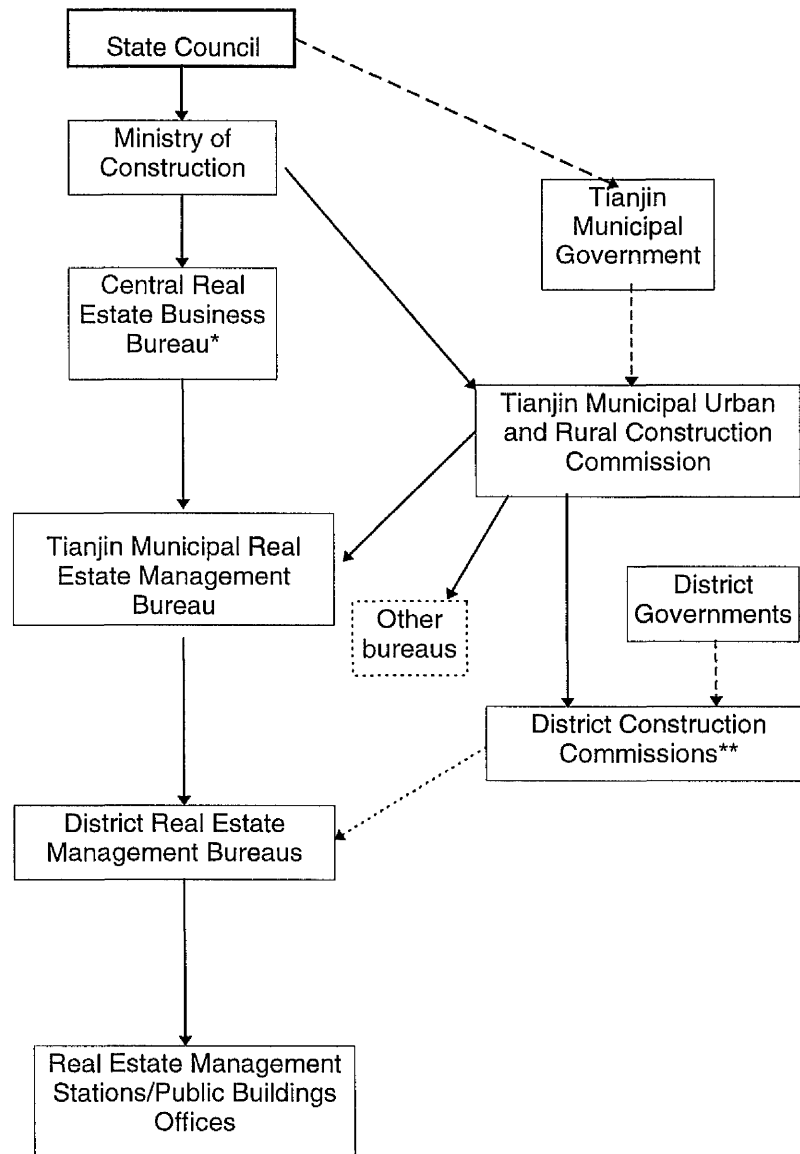 State Council
Ministry of
Construction
Tianjin
Municipal
Government
Central Real
Estate Business
Bureau*
Tianjin Municipal Urban
and Rural Construction
Commission
Tianjin Municipal Real
Estate Management
Bureau
Other
bureaus
District
Governments
District Construction
Commissions**
District Real Estate
Management Bureaus
Real Estate Management
Stations/Public Buildings
Offices